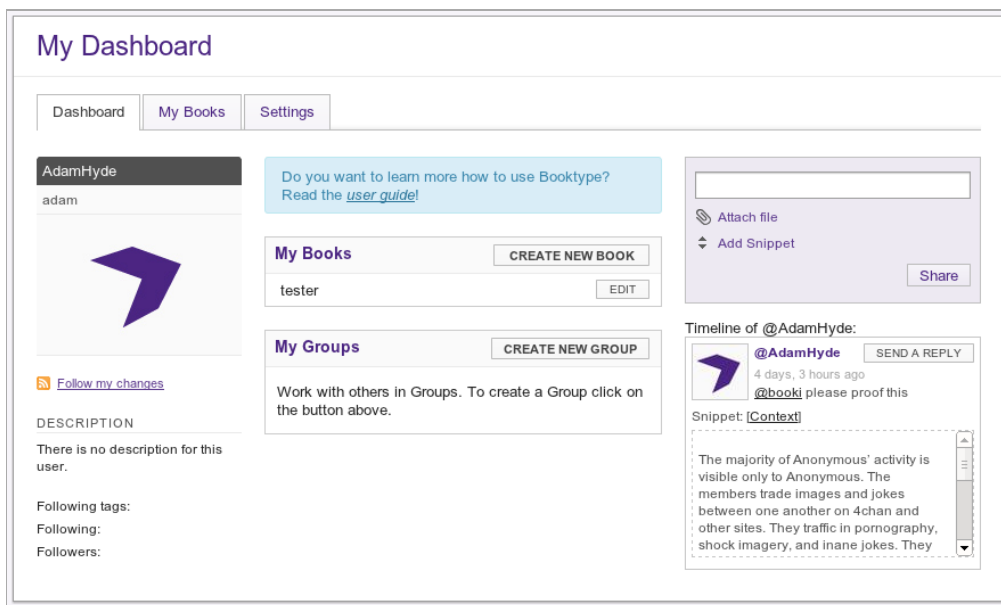 My Dashboard
Dashboard
My Books
Settings
AdamHyde
adam
Follow my changes
DESCRIPTION
There is no description for this
user.
Following tags:
Following:
Followers:
Do you want to learn more how to use Booktype?
Read the user guide!
My Books
CREATE NEW BOOK
tester
EDIT
My Groups
CREATE NEW GROUP
Work with others in Groups. To create a Group click on
the button above.
Attach file
Add Snippet
Share
Timeline of @AdamHyde:
@AdamHyde
SEND A REPLY
4 days, 3 hours ago
@booki please proof this
Snippet: [Context]
The majority of Anonymous' activity is
visible only to Anonymous. The
members trade images and jokes
between one another on 4chan and
other sites. They traffic in pornography,
shock imagery, and inane jokes. They